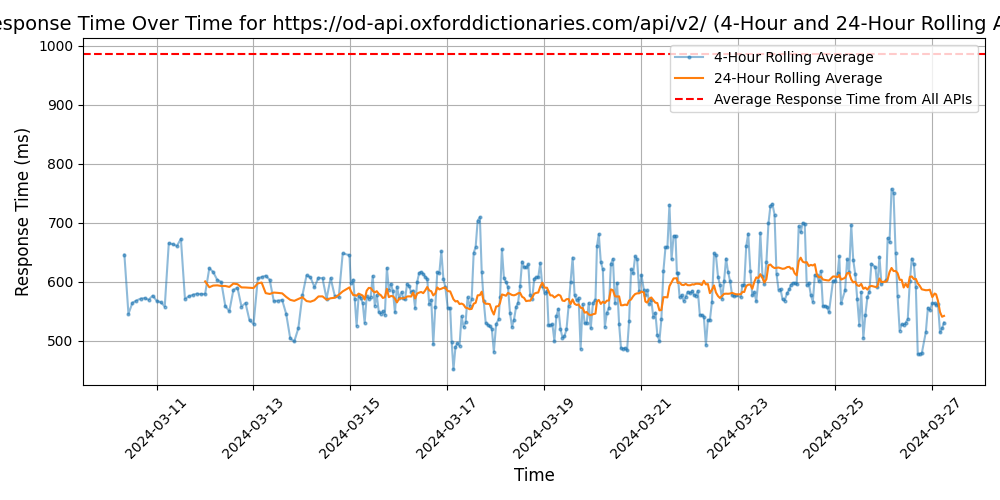 esponse Time Over Time for https://od-api.oxforddictionaries.com/api/v2/ (4-Hour and 24-Hour Rolling A
4-Hour Rolling Average
24-Hour Rolling Average
Average Response Time from All APIs
Response Time (ms)
1000
900
800
700
600
500
2024-03-11
2024-03-13
2024-03-15
2024-03-17
2024-03-19
2024-03-21
2024-03-23
2024-03-25
2024-03-27
Time